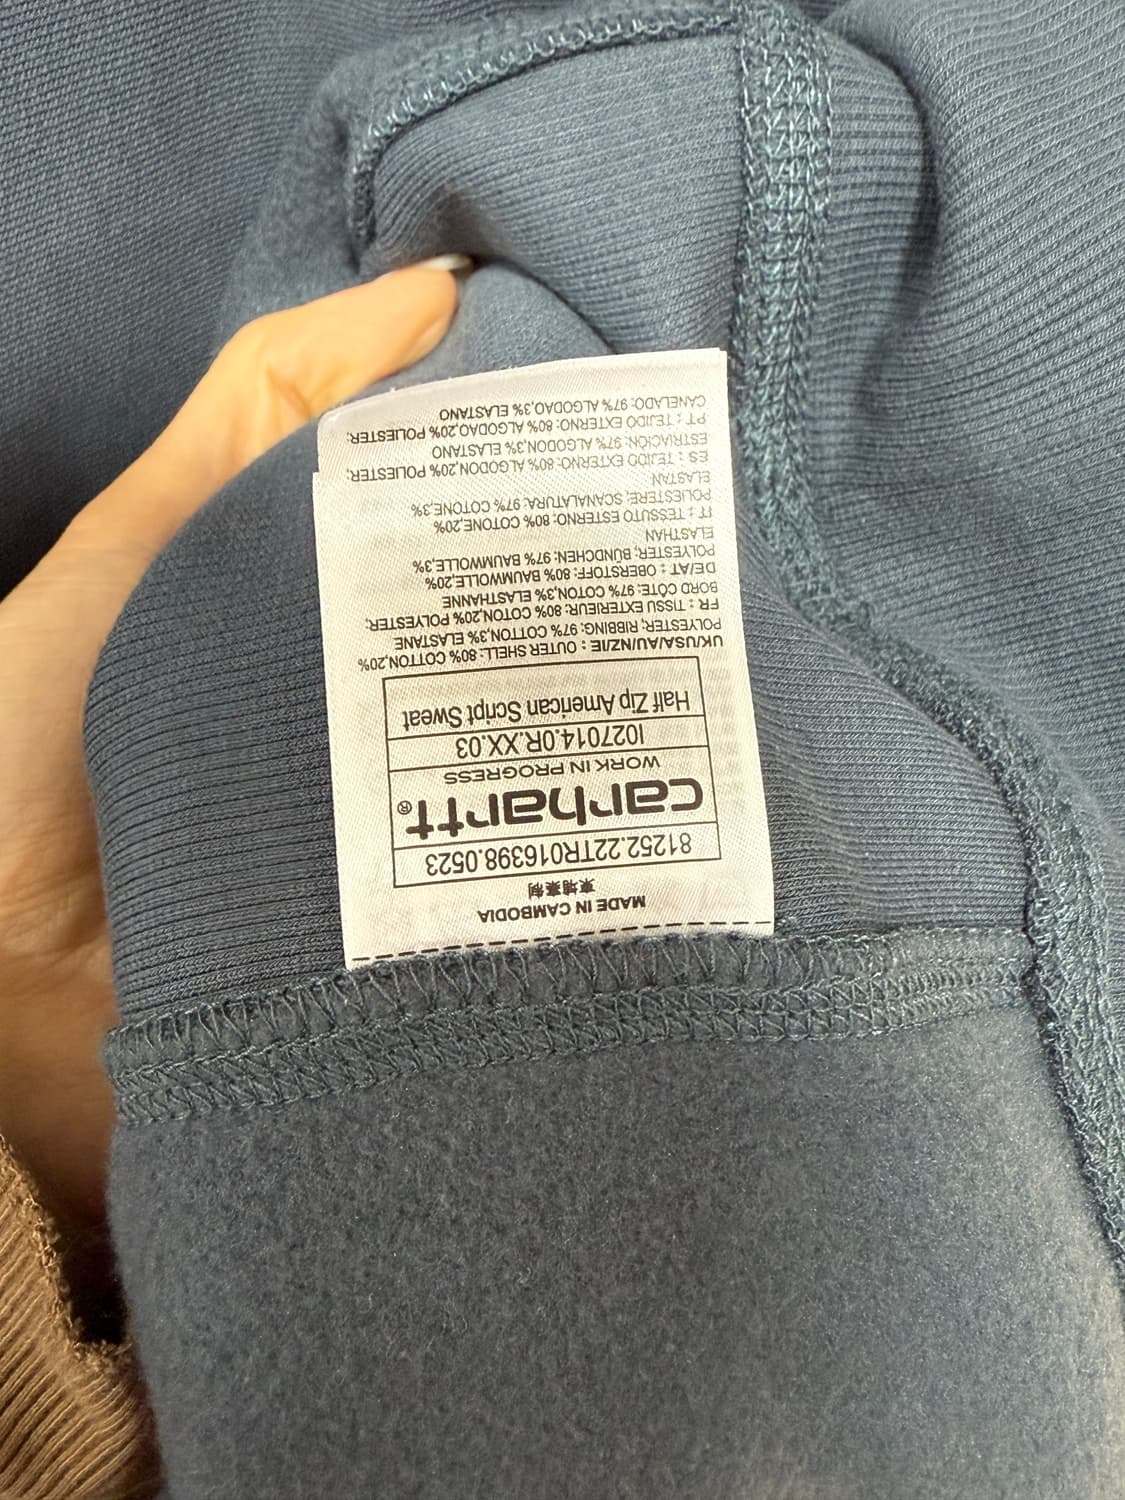 MADE IN CAMBODIA
柬埔寨制
81252.22TR016398.0523
carhartt®
WORK IN PROGRESS
I027014.0R.XX.03
Half Zip American Script Sweat
UK/USA/AU/NZ/IE : OUTER SHELL: 80% COTTON,20%
POLYESTER; RIBBING: 97% COTTON,3% ELASTANE
FR : TISSU EXTERIEUR: 80% COTON,20% POLYESTER;
BORD CÔTE: 97% COTON,3% ELASTHANNE
DE/AT : OBERSTOFF: 80% BAUMWOLLE,20%
POLYESTER; BÜNDCHEN: 97% BAUMWOLLE,3%
ELASTHAN
IT : TESSUTO ESTERNO: 80% COTONE,20%
POLIESTERE; SCANALATURA: 97% COTONE,3%
ELASTAN
ES : TEJIDO EXTERNO: 80% ALGODON,20% POLIESTER;
ESTRIACION: 97% ALGODON,3% ELASTANO
PT : TEJIDO EXTERNO: 80% ALGODAO,20% POLIESTER;
CANELADO: 97% ALGODAO,3% ELASTANO